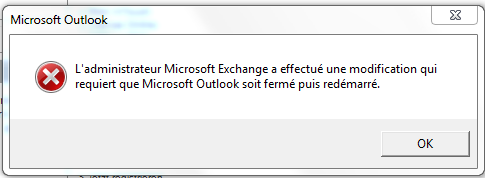 Microsoft Outlook
L'administrateur Microsoft Exchange a effectué une modification qui
requiert que Microsoft Outlook soit fermé puis redémarré.
OK